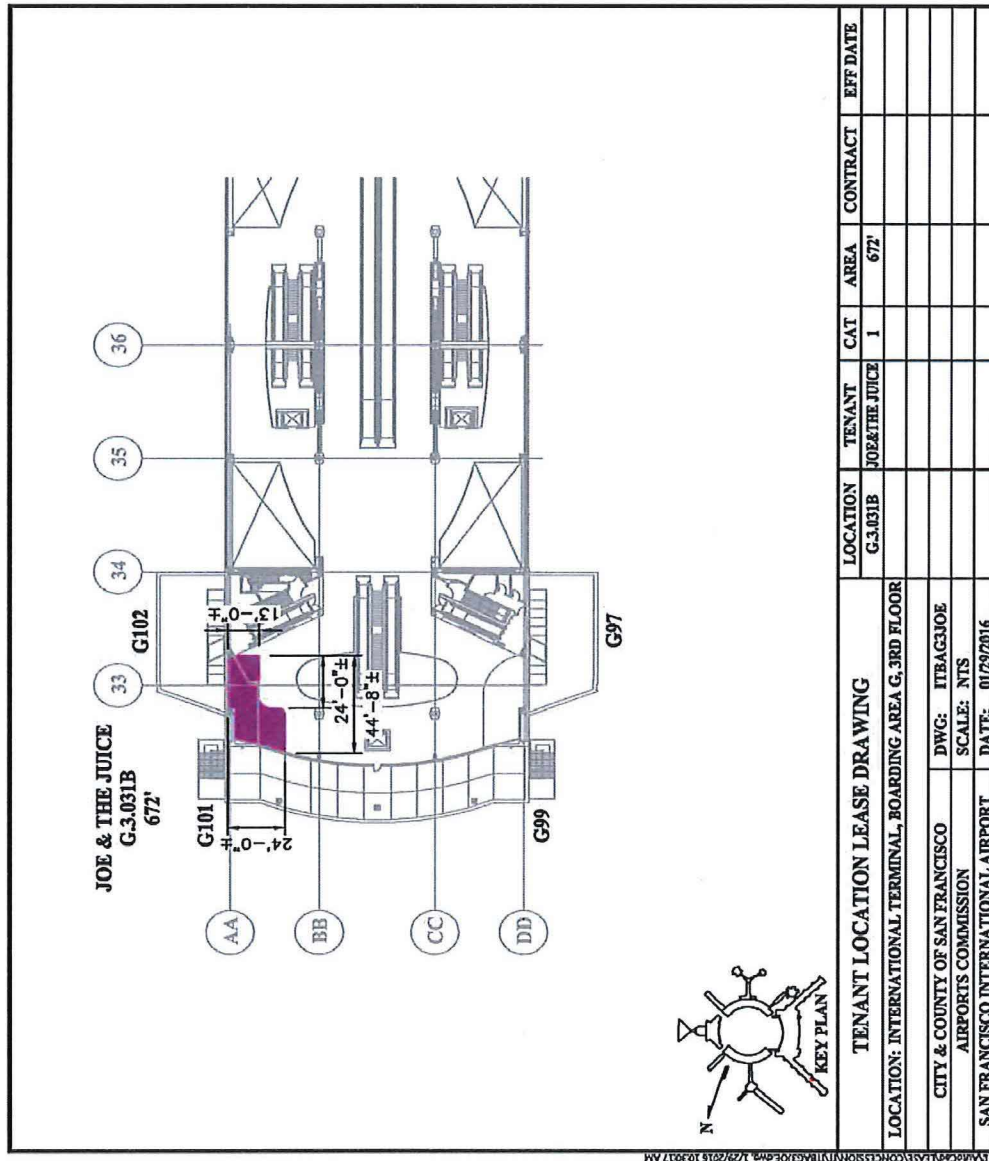 JOE & THE JUICE
G.3.031B
672'
G101
G102
G99
G97
33
34
35
36
AA
BB
CC
DD
13'-0"±
24'-0"±
44'-8"±
24'-0"±
N
KEY PLAN
TENANT LOCATION LEASE DRAWING
LOCATION: INTERNATIONAL TERMINAL, BOARDING AREA G, 3RD FLOOR
CITY & COUNTY OF SAN FRANCISCO
AIRPORTS COMMISSION
SAN FRANCISCO INTERNATIONAL AIRPORT
DWG: ITBAG3JOE
SCALE: NTS
DATE: 01/29/2016
LOCATION TENANT CAT AREA CONTRACT EFF DATE
G.3.031B JOE&THE JUICE 1 672'